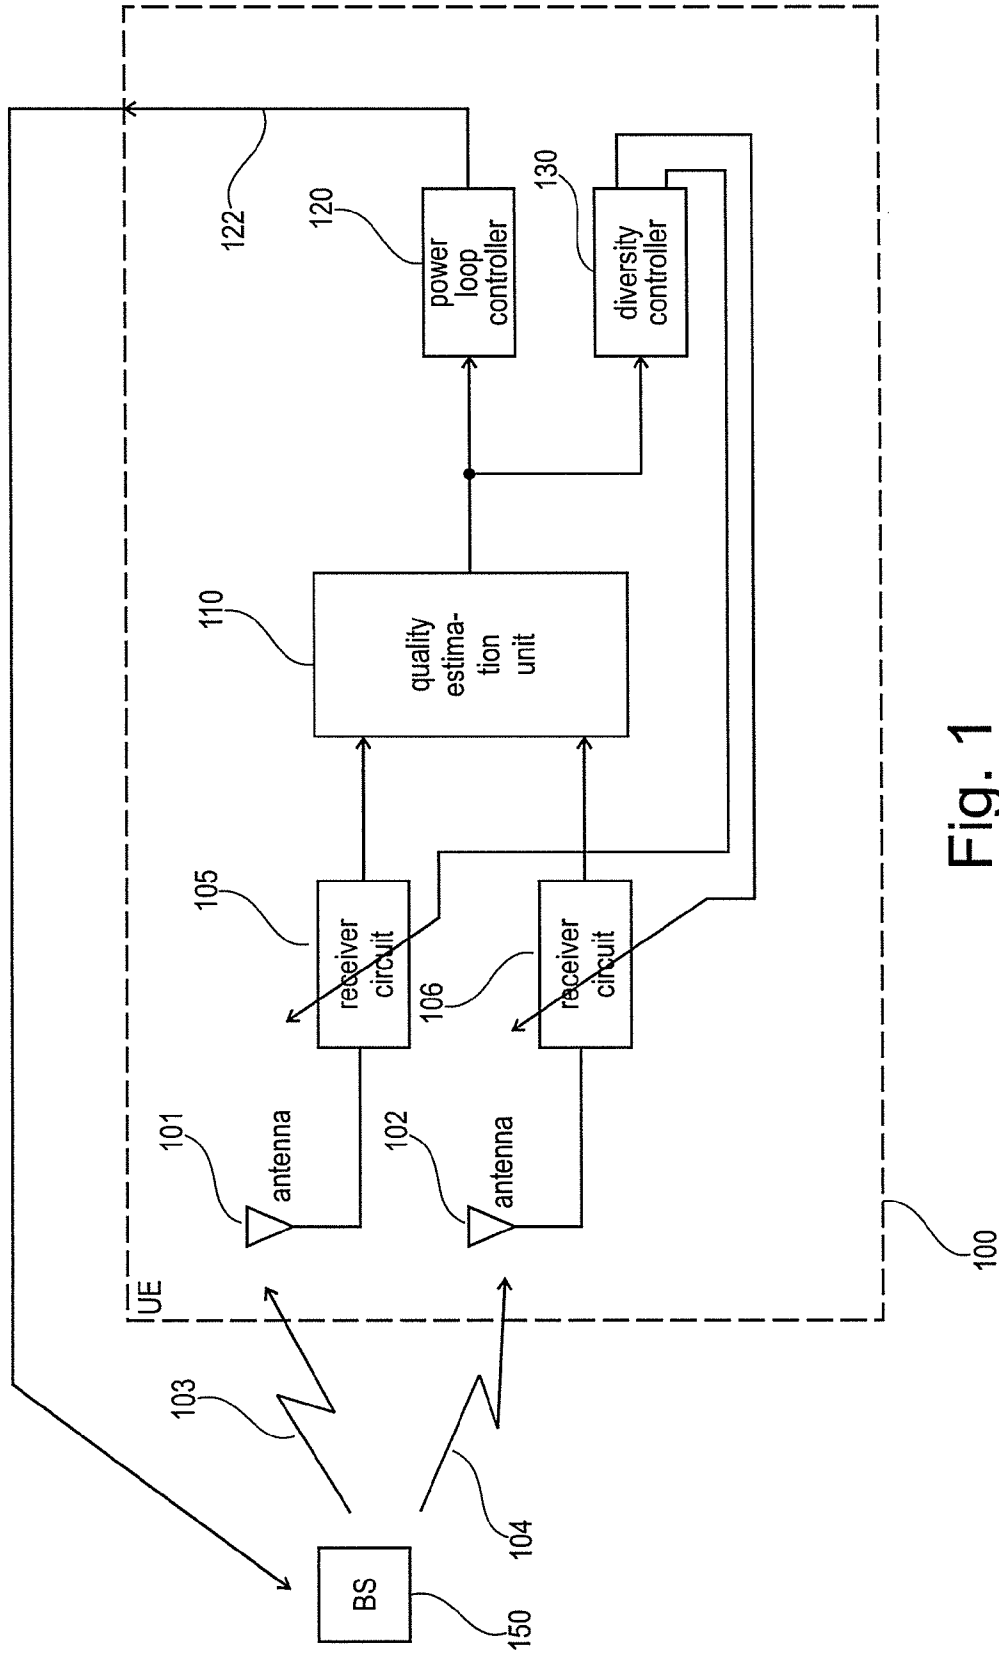 UE
122
120
power
loop
controller
130
diversity
controller
110
quality
estima-
tion
unit
105
receiver
circuit
106
receiver
circuit
101
antenna
102
antenna
103
104
BS
150
100
Fig. 1